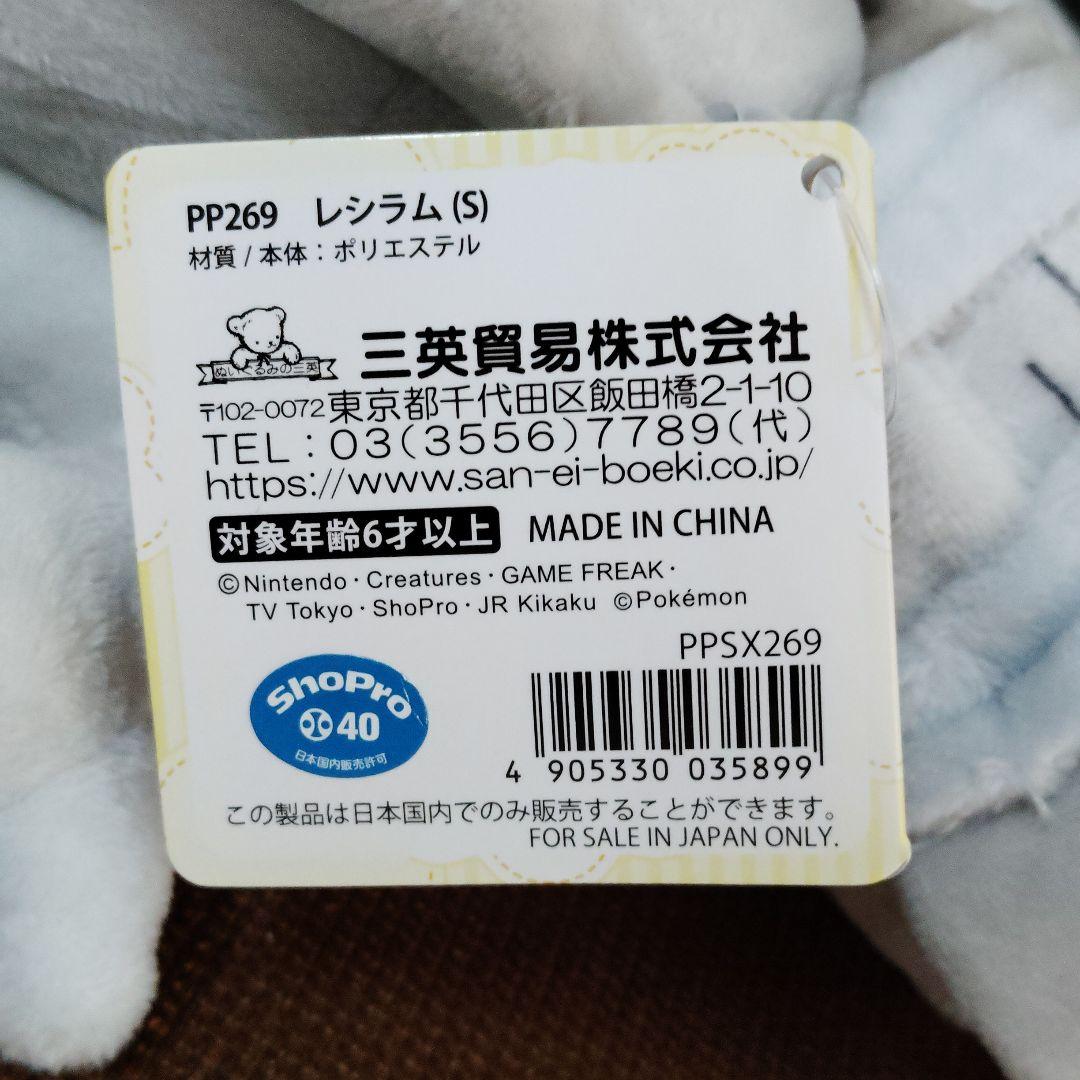 PP269 レシラム (S)
材質 / 本体 : ポリエステル
ぬいぐるみの三英
三英貿易株式会社
〒102-0072 東京都千代田区飯田橋2-1-10
TEL : 03(3556)7789(代)
https://www.san-ei-boeki.co.jp/
対象年齢6才以上 MADE IN CHINA
©Nintendo・Creatures・GAME FREAK・
TV Tokyo・ShoPro・JR Kikaku ©Pokémon
PPSX269
ShoPro
40
日本国内販売許可
4 905330 035899
この製品は日本国内でのみ販売することができます。
FOR SALE IN JAPAN ONLY.